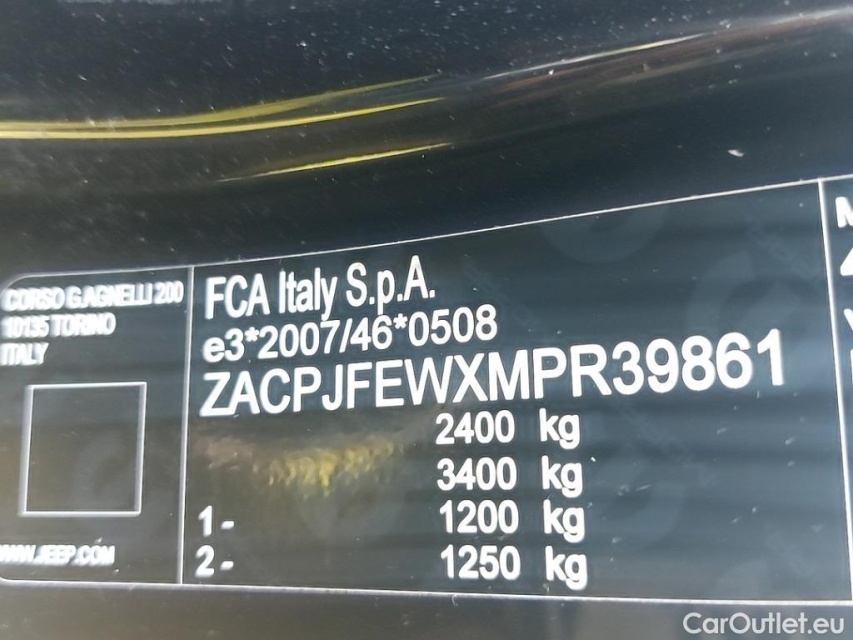 CORSO G.AGNELLI 200
10135 TORINO
ITALY
WWW.JEEP.COM
FCA Italy S.p.A.
e3*2007/46*0508
ZACPJFEWXMPR39861
2400 kg
3400 kg
1- 1200 kg
2- 1250 kg
CarOutlet.eu